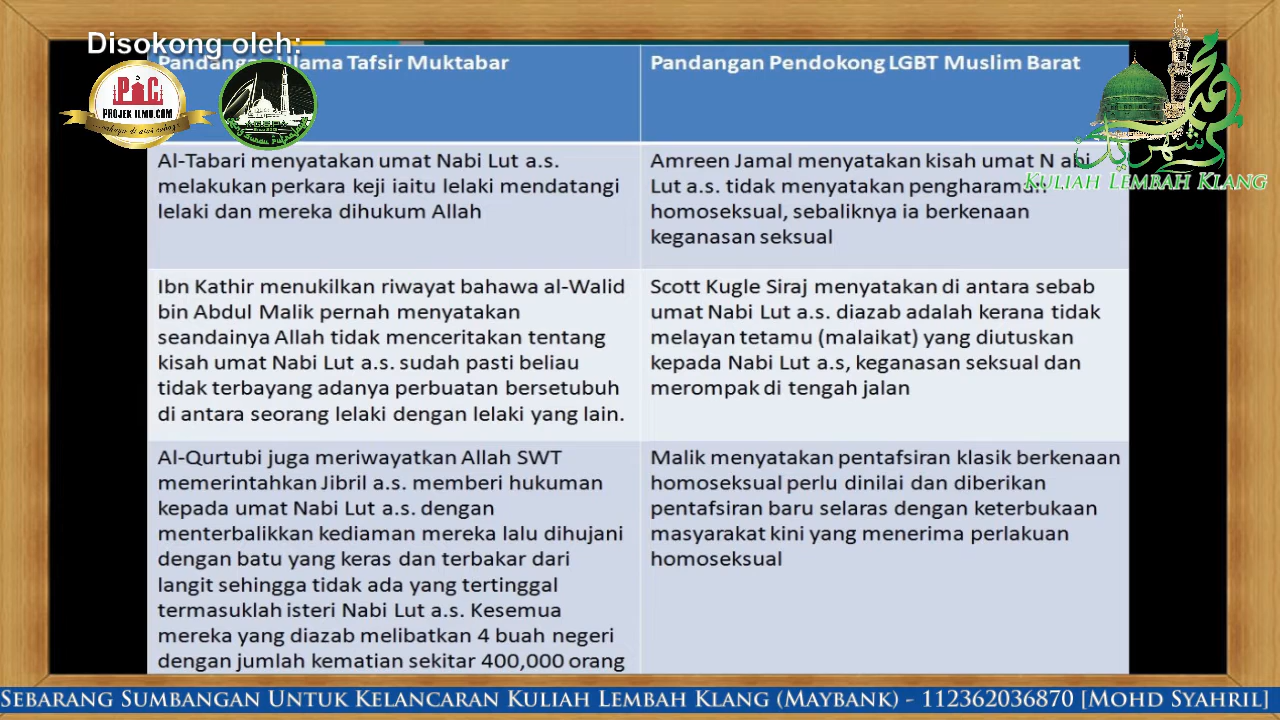 Disokong oleh:
Pandangan Ulama Tafsir Muktabar
Pandangan Pendokong LGBT Muslim Barat
PROJEK ILMU.COM
KULIAH LEMBAH KLANG
Al-Tabari menyatakan umat Nabi Lut a.s.
melakukan perkara keji iaitu lelaki mendatangi
lelaki dan mereka dihukum Allah
Amreen Jamal menyatakan kisah umat N abi
Lut a.s. tidak menyatakan pengharaman
homoseksual, sebaliknya ia berkenaan
keganasan seksual
Ibn Kathir menukilkan riwayat bahawa al-Walid
bin Abdul Malik pernah menyatakan
seandainya Allah tidak menceritakan tentang
kisah umat Nabi Lut a.s. sudah pasti beliau
tidak terbayang adanya perbuatan bersetubuh
di antara seorang lelaki dengan lelaki yang lain.
Scott Kugle Siraj menyatakan di antara sebab
umat Nabi Lut a.s. diazab adalah kerana tidak
melayan tetamu (malaikat) yang diutuskan
kepada Nabi Lut a.s, keganasan seksual dan
merompak di tengah jalan
Al-Qurtubi juga meriwayatkan Allah SWT
memerintahkan Jibril a.s. memberi hukuman
kepada umat Nabi Lut a.s. dengan
menterbalikkan kediaman mereka lalu dihujani
dengan batu yang keras dan terbakar dari
langit sehingga tidak ada yang tertinggal
termasuklah isteri Nabi Lut a.s. Kesemua
mereka yang diazab melibatkan 4 buah negeri
dengan jumlah kematian sekitar 400,000 orang
Malik menyatakan pentafsiran klasik berkenaan
homoseksual perlu dinilai dan diberikan
pentafsiran baru selaras dengan keterbukaan
masyarakat kini yang menerima perlakuan
homoseksual
SEBARANG SUMBANGAN UNTUK KELANCARAN KULIAH LEMBAH KLANG (MAYBANK) - 112362036870 [MOHD SYAHRIL]